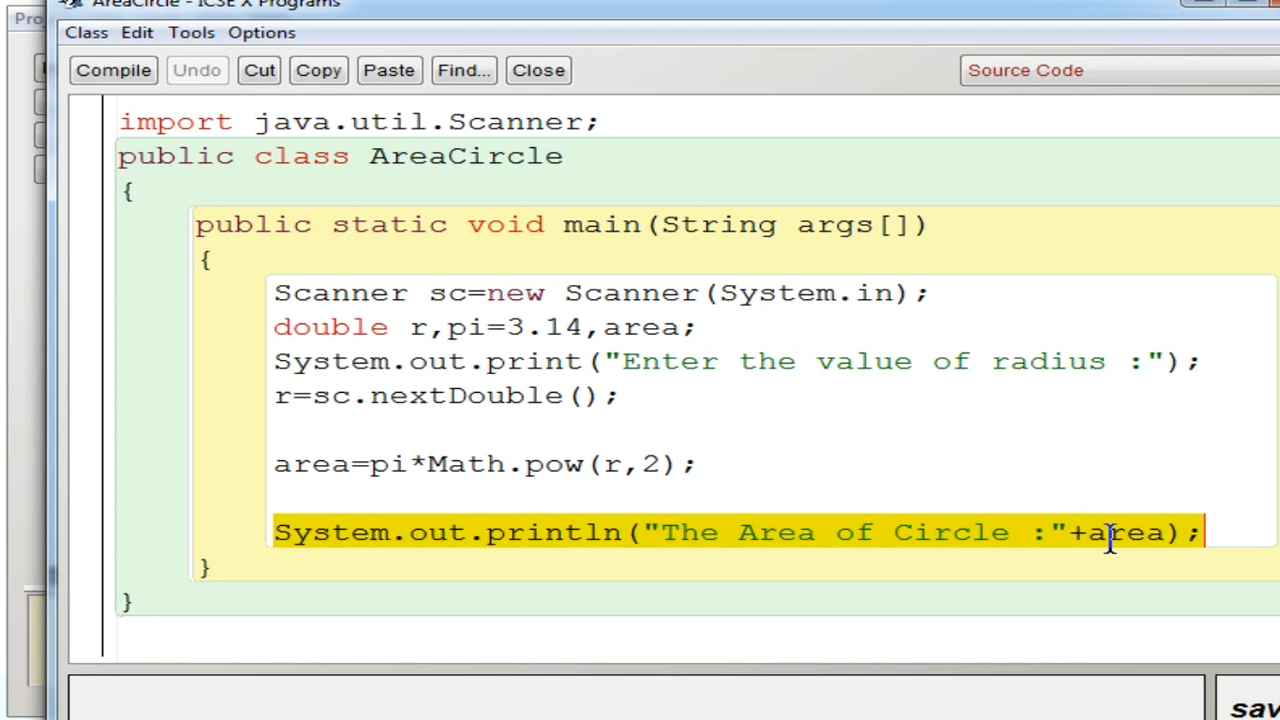 AreaCircle - ICSE X Programs
Class Edit Tools Options
Compile Undo Cut Copy Paste Find... Close Source Code
import java.util.Scanner;
public class AreaCircle
{
public static void main(String args[])
{
Scanner sc=new Scanner(System.in);
double r,pi=3.14,area;
System.out.print("Enter the value of radius :");
r=sc.nextDouble();
area=pi*Math.pow(r,2);
System.out.println("The Area of Circle :"+area);
}
}